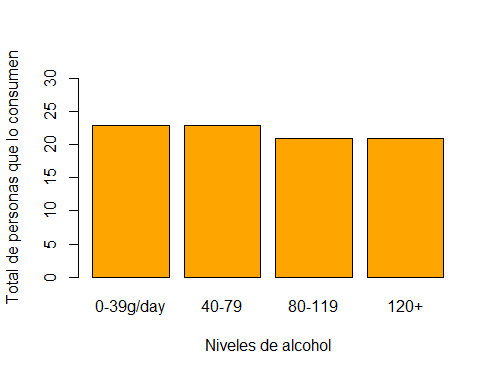 Total de personas que lo consumen
30
25
20
15
10
5
0
0-39g/day 40-79 80-119 120+
Niveles de alcohol